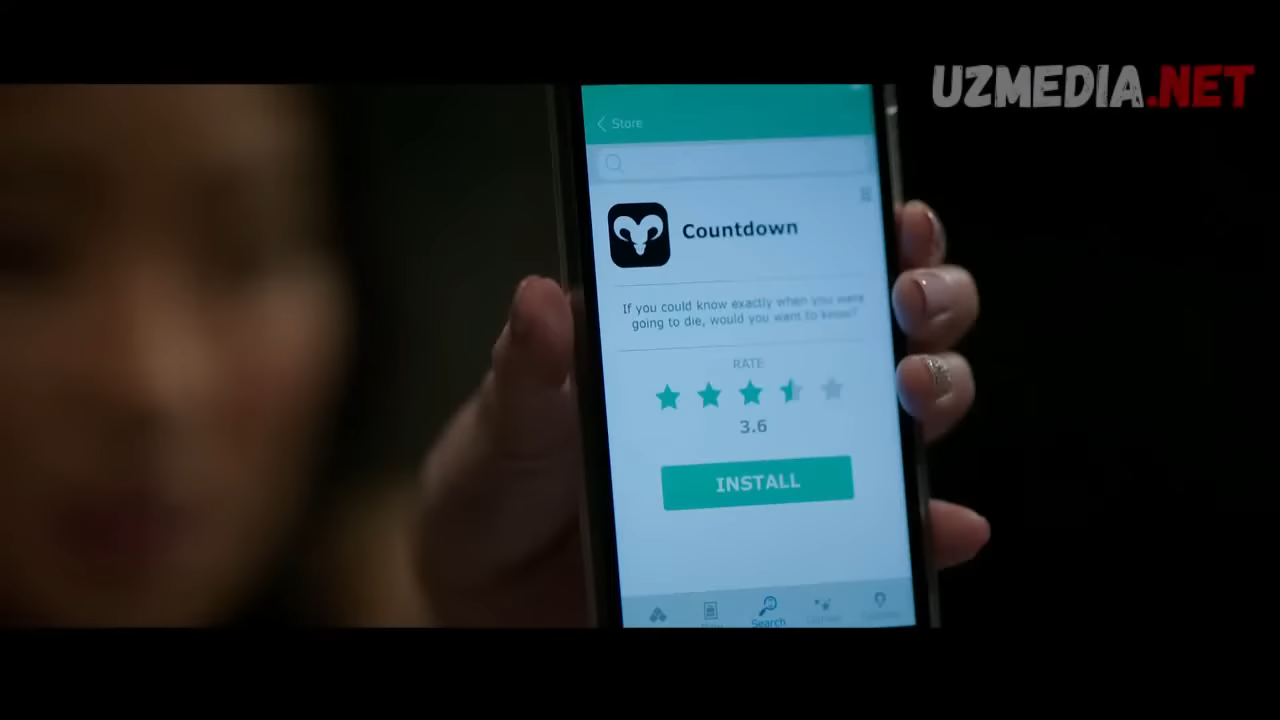 UZMEDIA.NET
Store
Countdown
If you could know exactly when you were
going to die, would you want to know?
RATE
3.6
INSTALL
Search